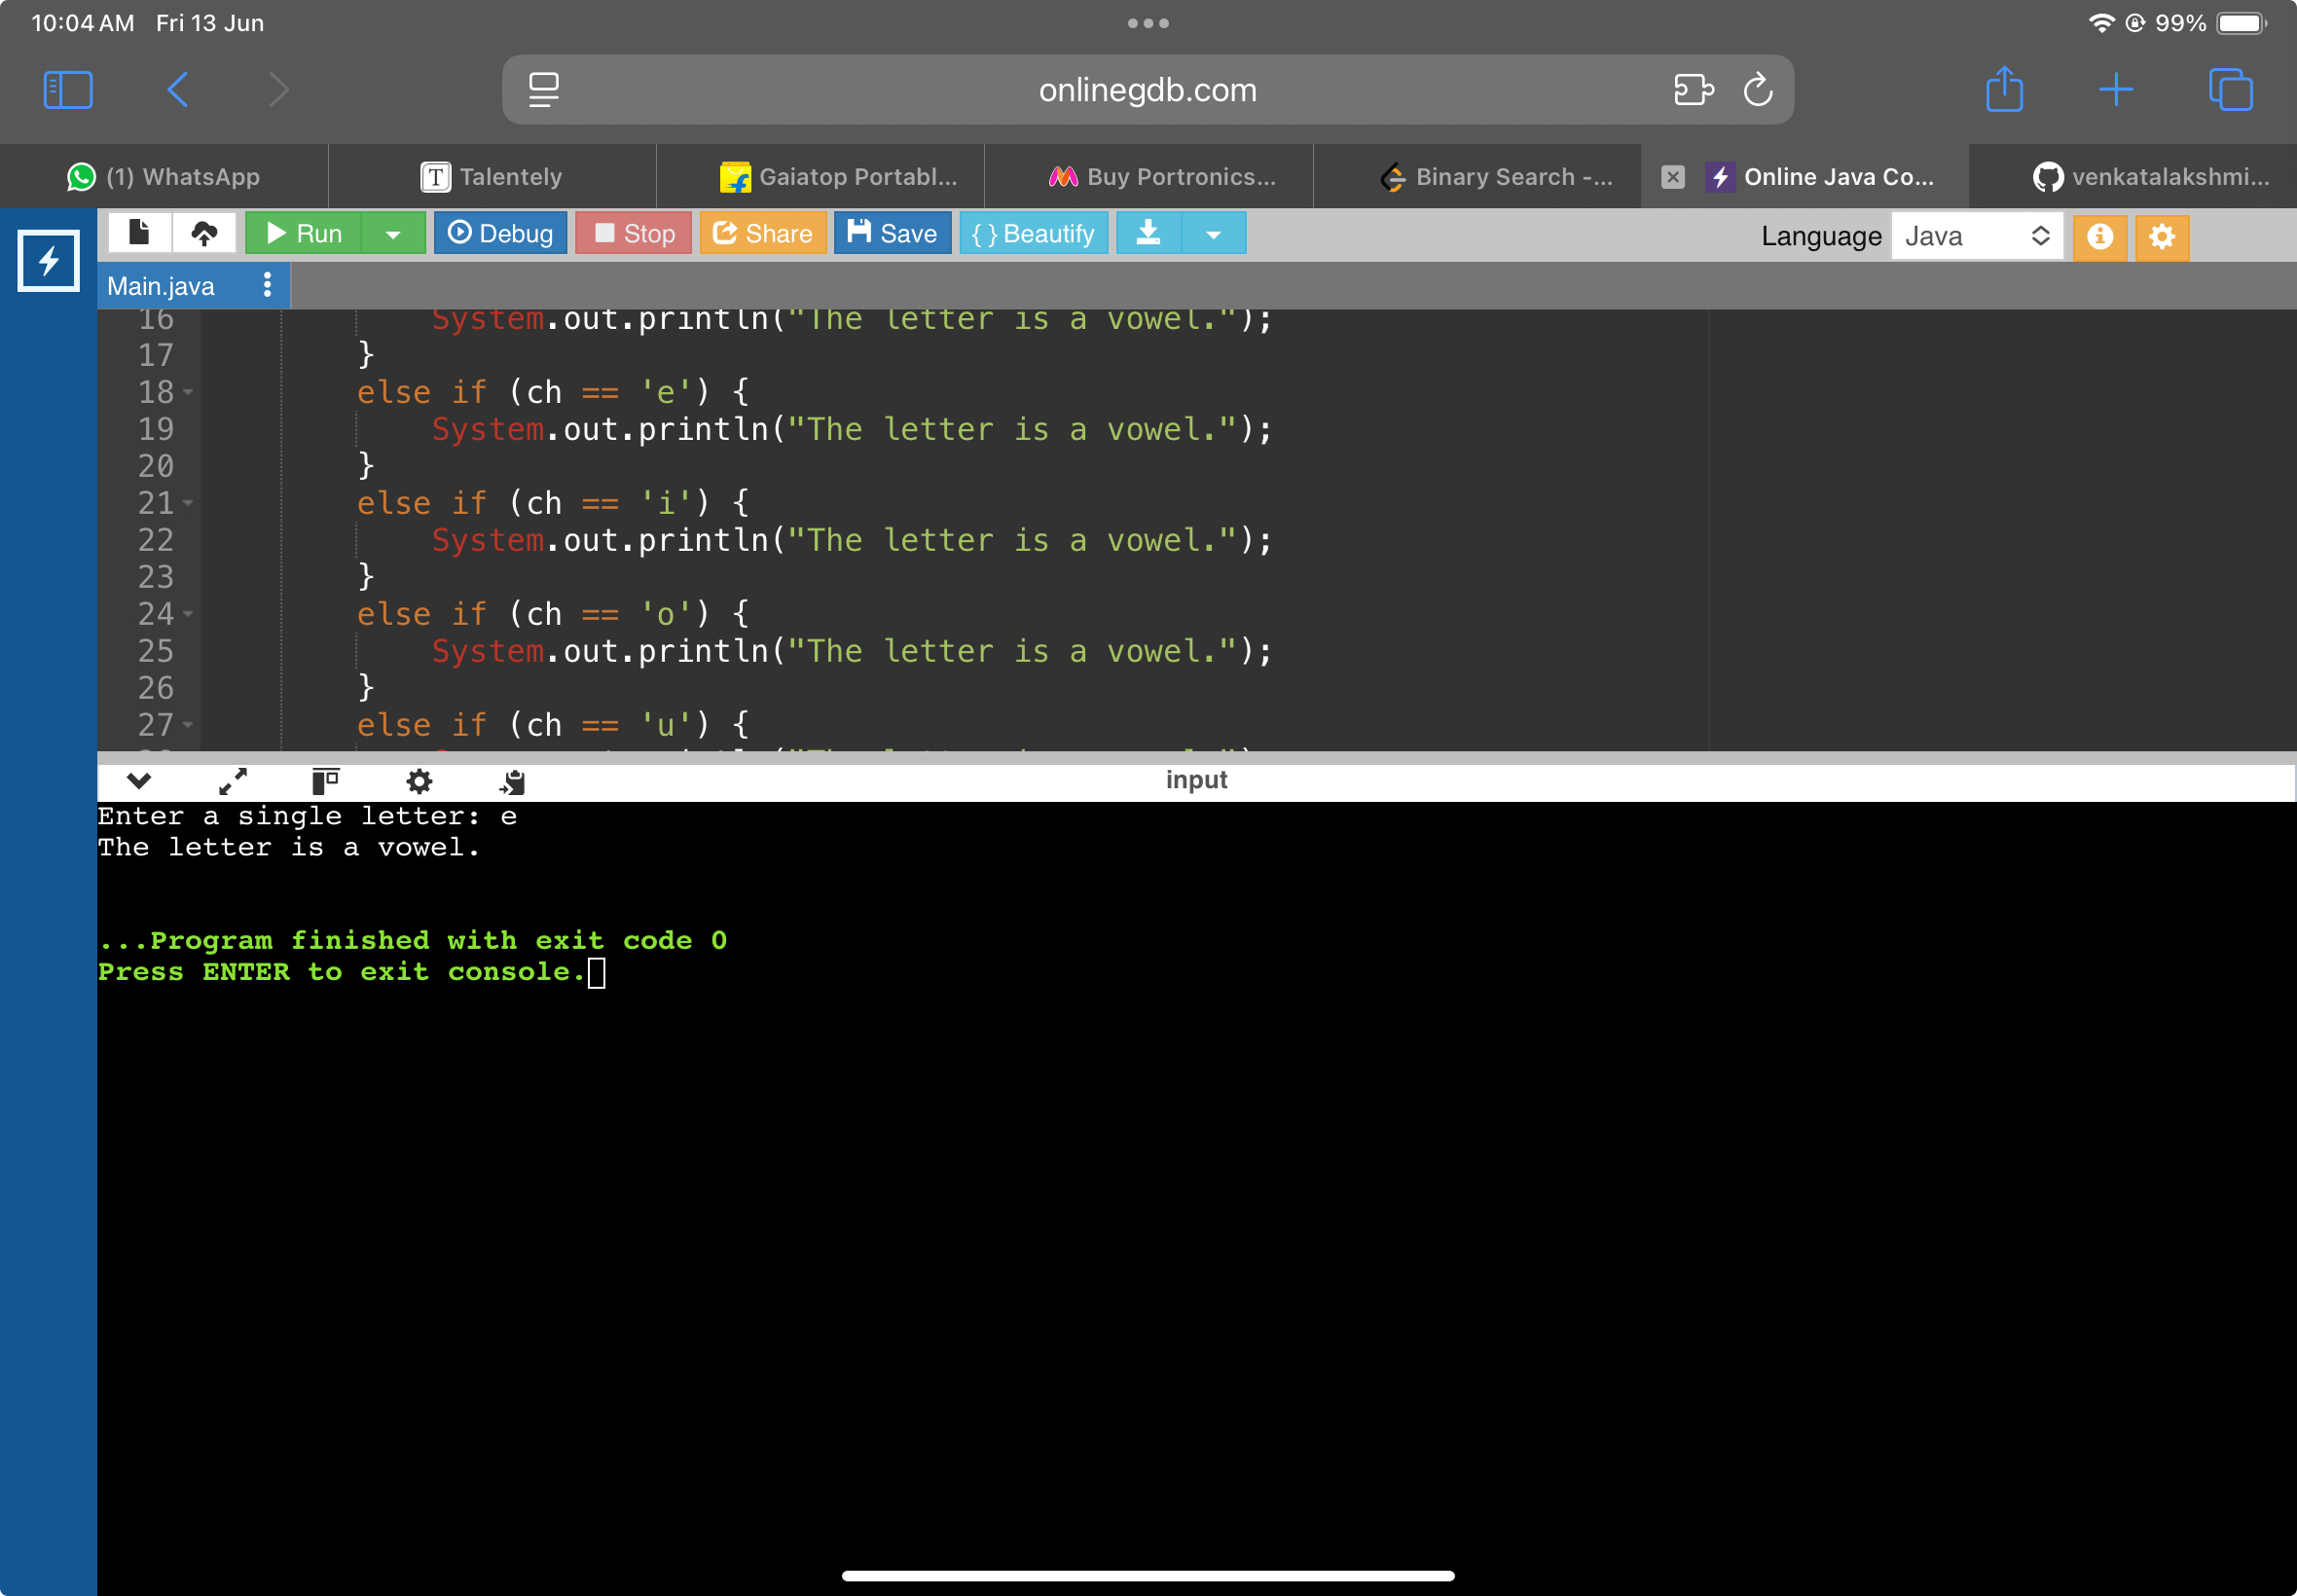 10:04 AM Fri 13 Jun
99%
onlinegdb.com
(1) WhatsApp
Talentely
Gaiatop Portabl...
Buy Portronics...
Binary Search -...
Online Java Co...
venkatalakshmi...
Run
Debug
Stop
Share
Save
{ } Beautify
Language
Java
Main.java
16 System.out.println("The letter is a vowel.");
17 }
18 else if (ch == 'e') {
19 System.out.println("The letter is a vowel.");
20 }
21 else if (ch == 'i') {
22 System.out.println("The letter is a vowel.");
23 }
24 else if (ch == 'o') {
25 System.out.println("The letter is a vowel.");
26 }
27 else if (ch == 'u') {
input
Enter a single letter: e
The letter is a vowel.
...Program finished with exit code 0
Press ENTER to exit console.